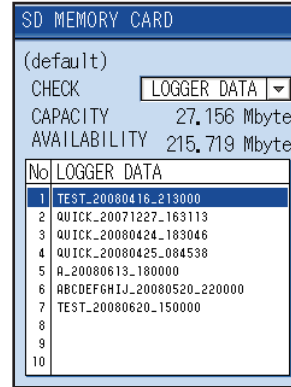 SD MEMORY CARD
(default)
CHECK LOGGER DATA
CAPACITY 27.156 Mbyte
AVAILABILITY 215.719 Mbyte
No LOGGER DATA
1 TEST_20080416_213000
2 QUICK_20071227_163113
3 QUICK_20080424_183046
4 QUICK_20080425_084538
5 A_20080613_180000
6 ABCDEFGHIJ_20080520_220000
7 TEST_20080620_150000
8
9
10